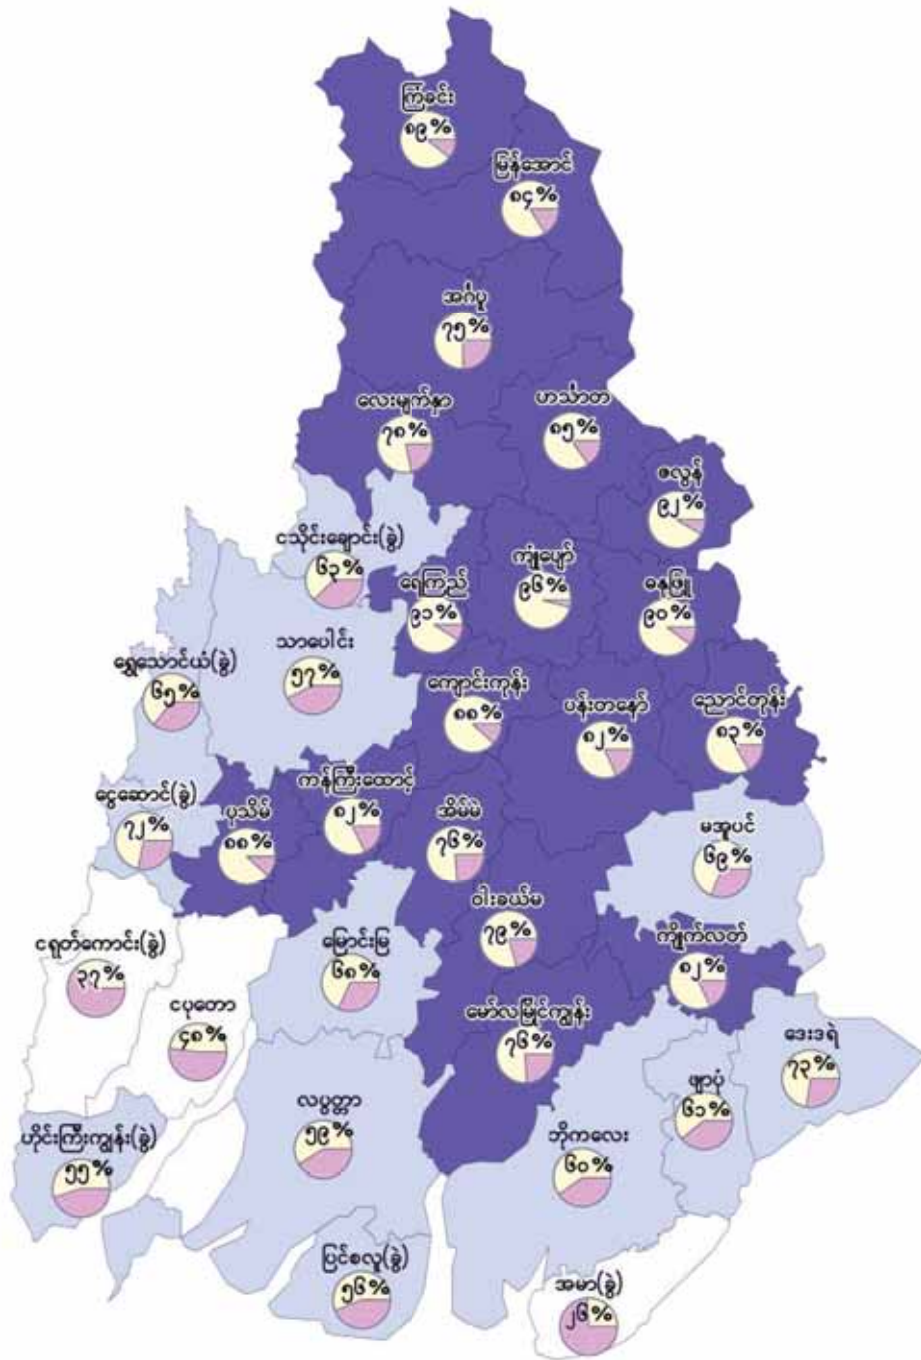 ကြံခင်း
၈၉%
မြန်အောင်
၈၄%
အင်္ဂပူ
၇၅%
လေးမျက်နှာ
၇၈%
ဟင်္သာတ
၈၅%
ဇလွန်
၉၂%
ငသိုင်းချောင်း(ခွဲ)
၆၃%
ရေကြည်
၉၁%
ကျုံပျော်
၉၆%
ဓနုဖြူ
၉၀%
ရွှေသောင်ယံ(ခွဲ)
၆၅%
သာပေါင်း
၅၇%
ကျောင်းကုန်း
၈၈%
ပန်းတနော်
၈၂%
ညောင်တုန်း
၈၃%
ငွေဆောင်(ခွဲ)
၇၂%
ပုသိမ်
၈၈%
ကန်ကြီးထောင့်
၈၂%
အိမ်မဲ
၇၆%
မအူပင်
၆၉%
ဝါးခယ်မ
၇၉%
ကျိုက်လတ်
၈၂%
ငရုတ်ကောင်း(ခွဲ)
၃၇%
ငပုတော
၄၈%
မြောင်းမြ
၆၈%
မော်လမြိုင်ကျွန်း
၇၆%
ဒေးဒရဲ
၇၃%
ဖျာပုံ
၆၁%
လပွတ္တာ
၅၉%
ဘိုကလေး
၆၀%
ဟိုင်းကြီးကျွန်း(ခွဲ)
၅၅%
ပြင်စလူ(ခွဲ)
၅၆%
အမာ(ခွဲ)
၂၆%